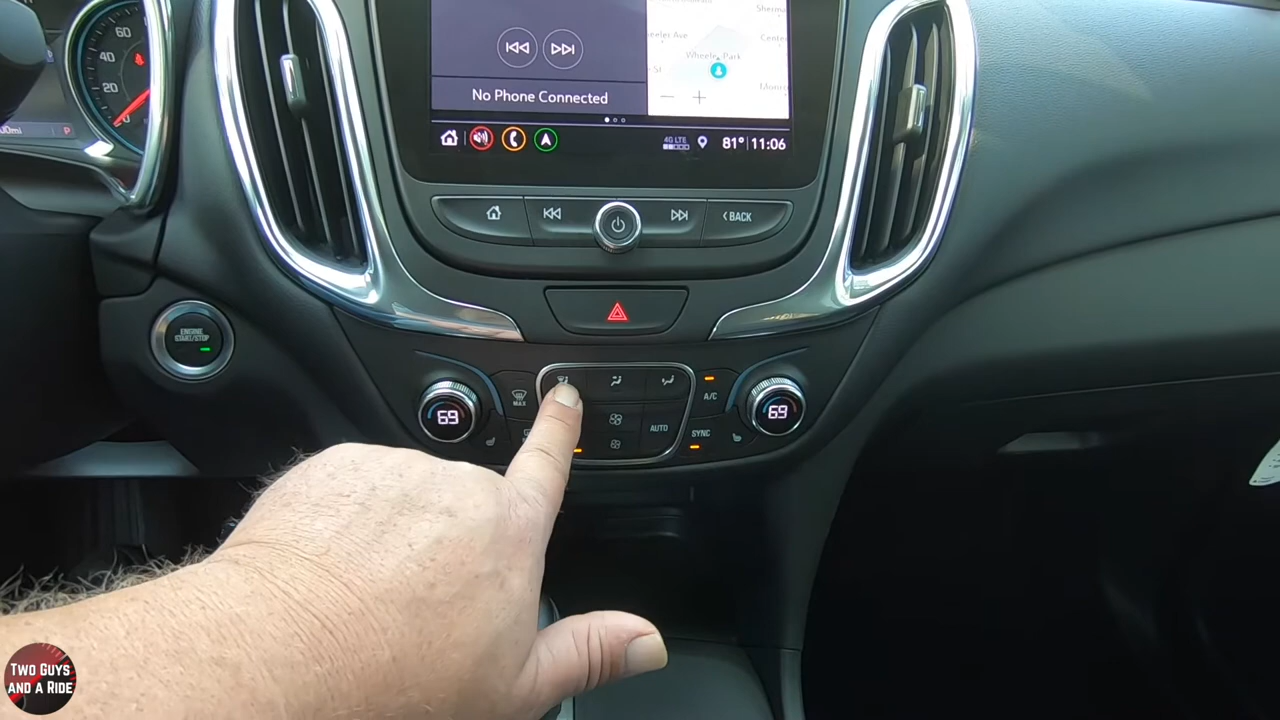 60
40
20
Wheeler Park
No Phone Connected
4G LTE
81° 11:06
BACK
ENGINE
START/STOP
MAX
A/C
69
69
AUTO
SYNC
TWO GUYS
AND A RIDE